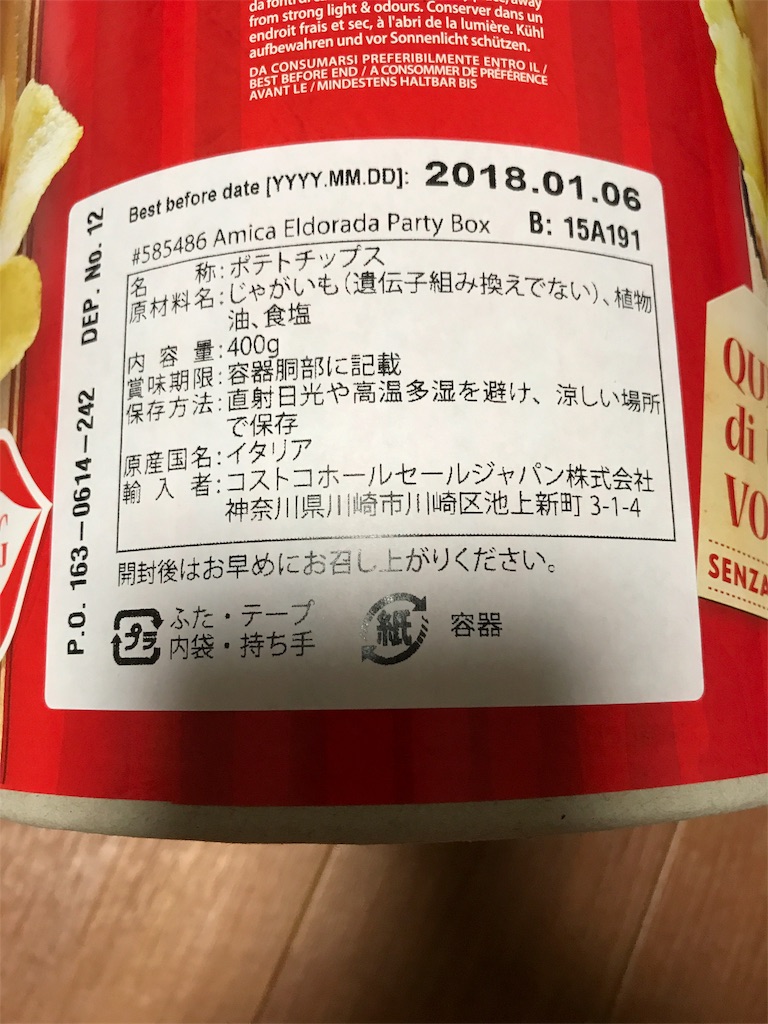 from strong light & odours. Conserver dans un
endroit frais et sec, à l'abri de la lumière. Kühl
aufbewahren und vor Sonnenlicht schützen.
DA CONSUMARSI PREFERIBILMENTE ENTRO IL /
BEST BEFORE END / A CONSOMMER DE PRÉFÉRENCE
AVANT LE / MINDESTENS HALTBAR BIS
Best before date [YYYY.MM.DD]: 2018.01.06
#585486 Amica Eldorada Party Box B: 15A191
名称:ポテトチップス
原材料名:じゃがいも(遺伝子組み換えでない)、植物
油、食塩
内容量:400g
賞味期限:容器胴部に記載
保存方法:直射日光や高温多湿を避け、涼しい場所
で保存
原産国名:イタリア
輸入者:コストコホールセールジャパン株式会社
神奈川県川崎市川崎区池上新町 3-1-4
開封後はお早めにお召し上がりください。
プラ ふた・テープ
内袋・持ち手
紙 容器
P.O. 163-0614-242 DEP. No. 12
di
SENZA